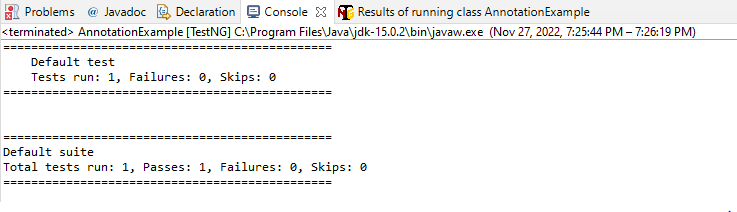 Problems @ Javadoc Declaration Console Results of running class AnnotationExample
<terminated> AnnotationExample [TestNG] C:\Program Files\Java\jdk-15.0.2\bin\javaw.exe (Nov 27, 2022, 7:25:44 PM – 7:26:19 PM)
===============================================
Default test
Tests run: 1, Failures: 0, Skips: 0
===============================================
===============================================
Default suite
Total tests run: 1, Passes: 1, Failures: 0, Skips: 0
===============================================